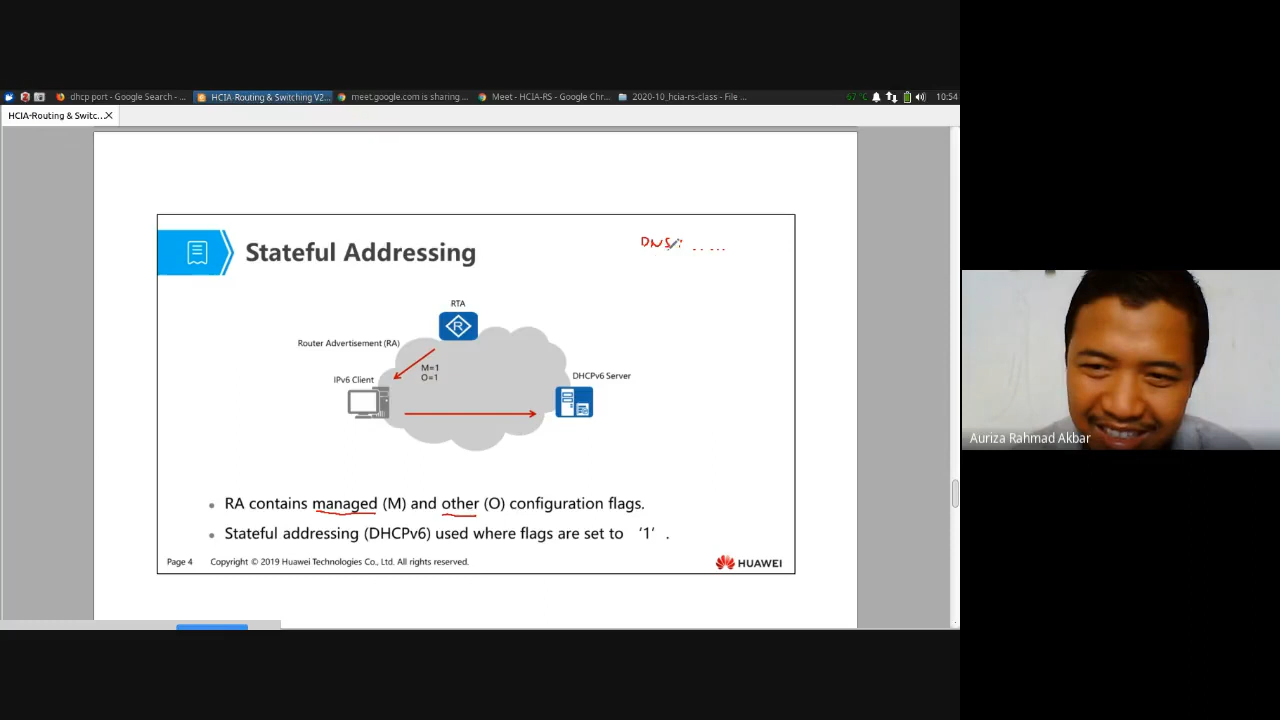 dhcp port - Google Search - ...
HCIA-Routing & Switching V2...
meet.google.com is sharing ...
Meet - HCIA-RS - Google Chr...
2020-10_hcia-rs-class - File ...
67°C
10:54
HCIA-Routing & Switc...
Stateful Addressing
DNS:
RTA
Router Advertisement (RA)
M=1
O=1
IPv6 Client
DHCPv6 Server
• RA contains managed (M) and other (O) configuration flags.
• Stateful addressing (DHCPv6) used where flags are set to ‘1’.
Page 4 Copyright © 2019 Huawei Technologies Co., Ltd. All rights reserved.
HUAWEI
Auriza Rahmad Akbar